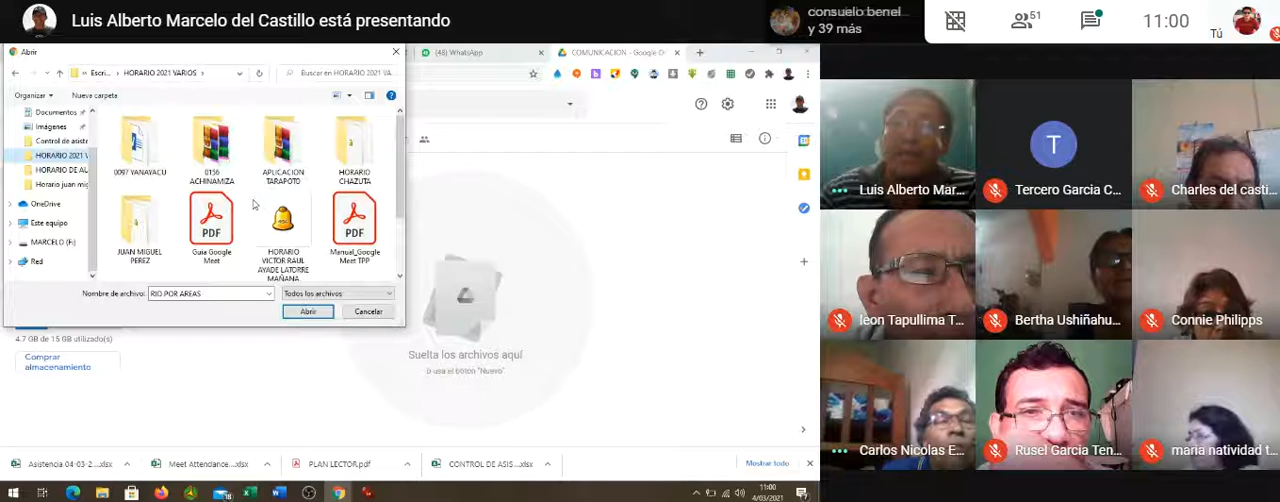 Luis Alberto Marcelo del Castillo está presentando
consuelo benel
y 39 más
51
11:00
Tú
Abrir
(48) WhatsApp
COMUNICACION - Google D
Escri...
HORARIO 2021 VARIOS
Buscar en HORARIO 2021 VA...
Organizar
Nueva carpeta
Documentos
Imágenes
Control de asist
HORARIO 2021 V
HORARIO DE AU
Horario juan mig
OneDrive
Este equipo
MARCELO (F:)
Red
0097 YANAYACU
0156
ACHINAMIZA
APLICACION
TARAPOTO
HORARIO
CHAZUTA
JUAN MIGUEL
PEREZ
PDF
Guia Google
Meet
HORARIO
VICTOR RAUL
AYADE LATORRE
MAÑANA
PDF
Manual_Google
Meet TPP
Nombre de archivo:
RIO POR AREAS
Todos los archivos
Abrir
Cancelar
4.7 GB de 15 GB utilizado(s)
Comprar
almacenamiento
Suelta los archivos aquí
O usa el botón "Nuevo"
Luis Alberto Mar...
T
Tercero Garcia C...
Charles del casti...
leon Tapullima T...
Bertha Ushiñahu...
Connie Philipps
Carlos Nicolas E...
Rusel Garcia Ten...
maria natividad t...
Asistencia 04-03-2....xlsx
Meet Attendance....xlsx
PLAN LECTOR.pdf
CONTROL DE ASIS....xlsx
Mostrar todo
18
11:00
4/03/2021